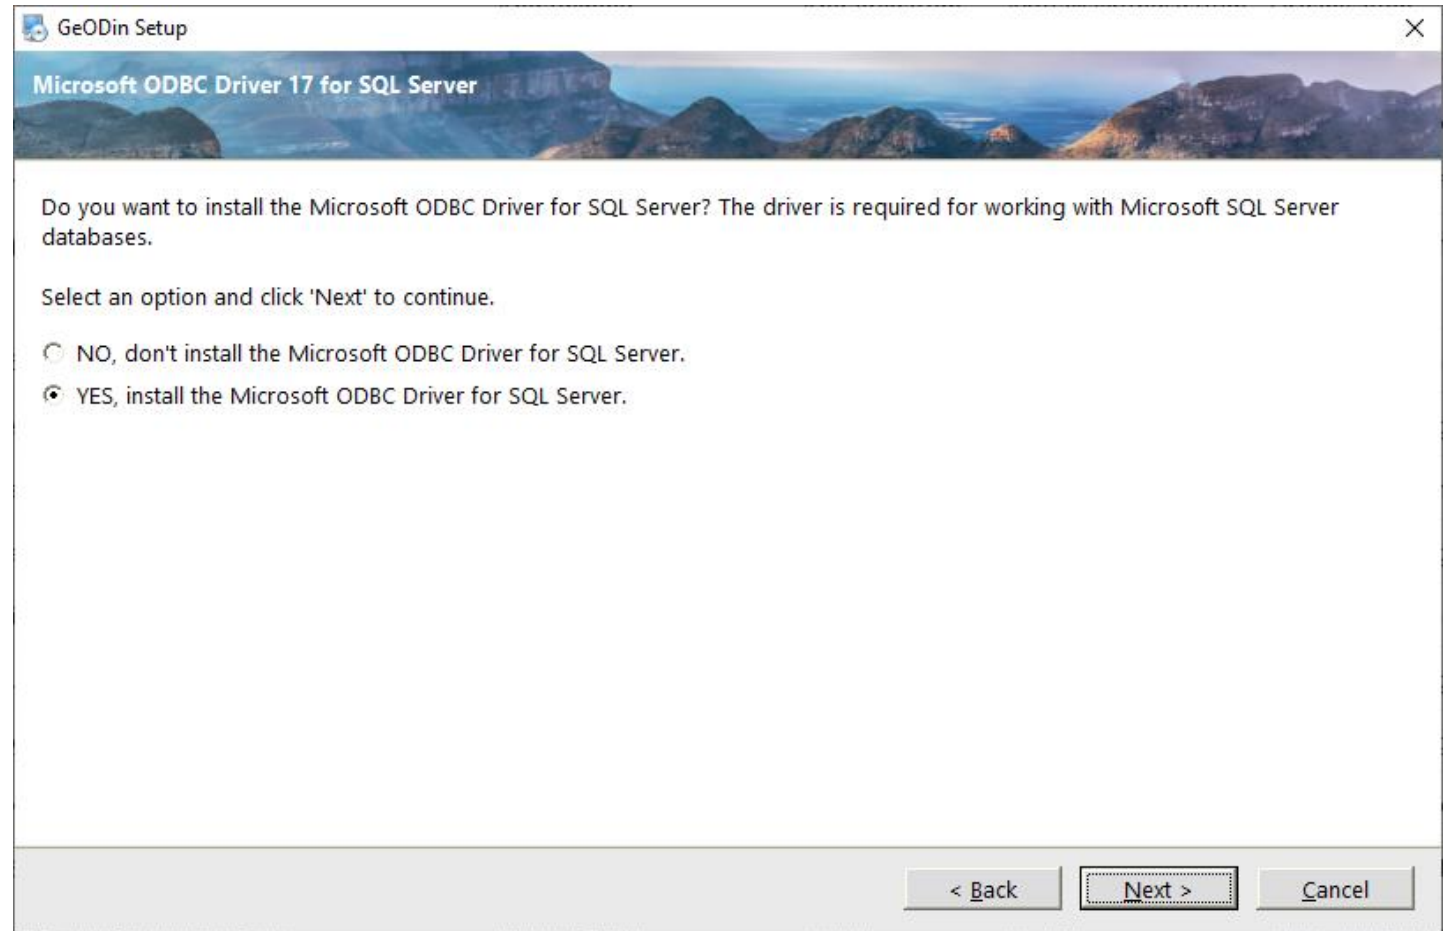 GeODin Setup
Microsoft ODBC Driver 17 for SQL Server
Do you want to install the Microsoft ODBC Driver for SQL Server? The driver is required for working with Microsoft SQL Server
databases.
Select an option and click 'Next' to continue.
NO, don't install the Microsoft ODBC Driver for SQL Server.
YES, install the Microsoft ODBC Driver for SQL Server.
< Back
Next >
Cancel